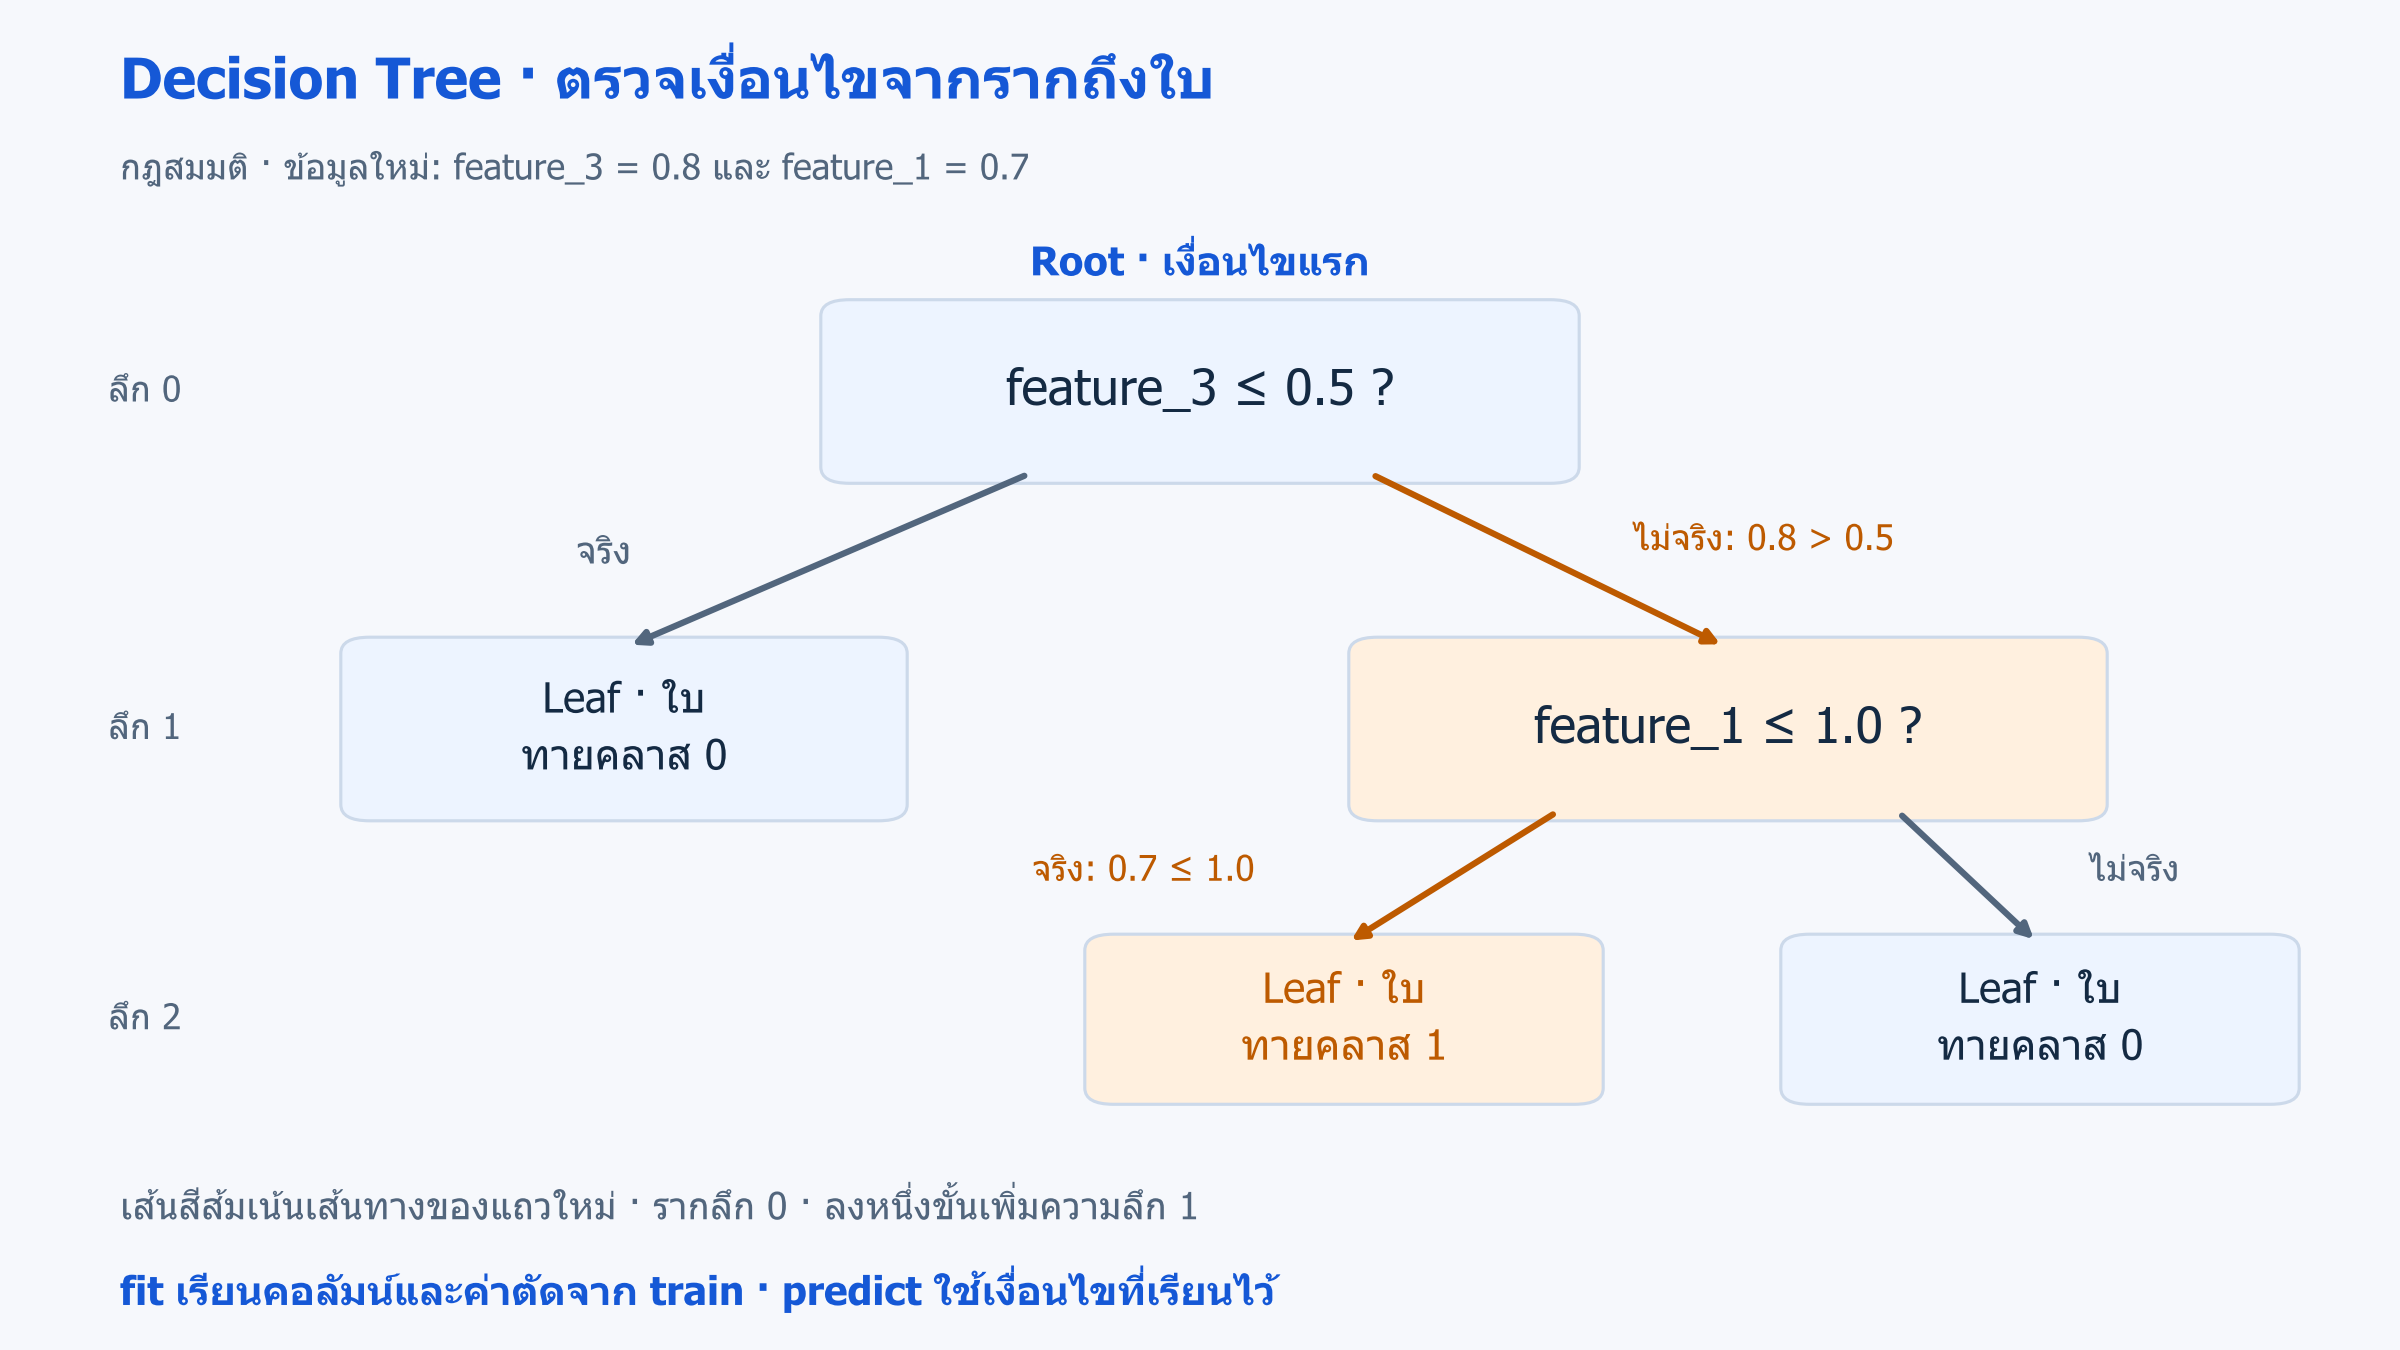 Decision Tree · ตรวจเงื่อนไขจากรากถึงใบ
กฎสมมติ · ข้อมูลใหม่: feature_3 = 0.8 และ feature_1 = 0.7
Root · เงื่อนไขแรก
ลึก 0
feature_3 ≤ 0.5 ?
จริง
ไม่จริง: 0.8 > 0.5
ลึก 1
Leaf · ใบ
ทายคลาส 0
feature_1 ≤ 1.0 ?
จริง: 0.7 ≤ 1.0
ไม่จริง
ลึก 2
Leaf · ใบ
ทายคลาส 1
Leaf · ใบ
ทายคลาส 0
เส้นสีส้มเน้นเส้นทางของแถวใหม่ · รากลึก 0 · ลงหนึ่งขั้นเพิ่มความลึก 1
fit เรียนคอลัมน์และค่าตัดจาก train · predict ใช้เงื่อนไขที่เรียนไว้